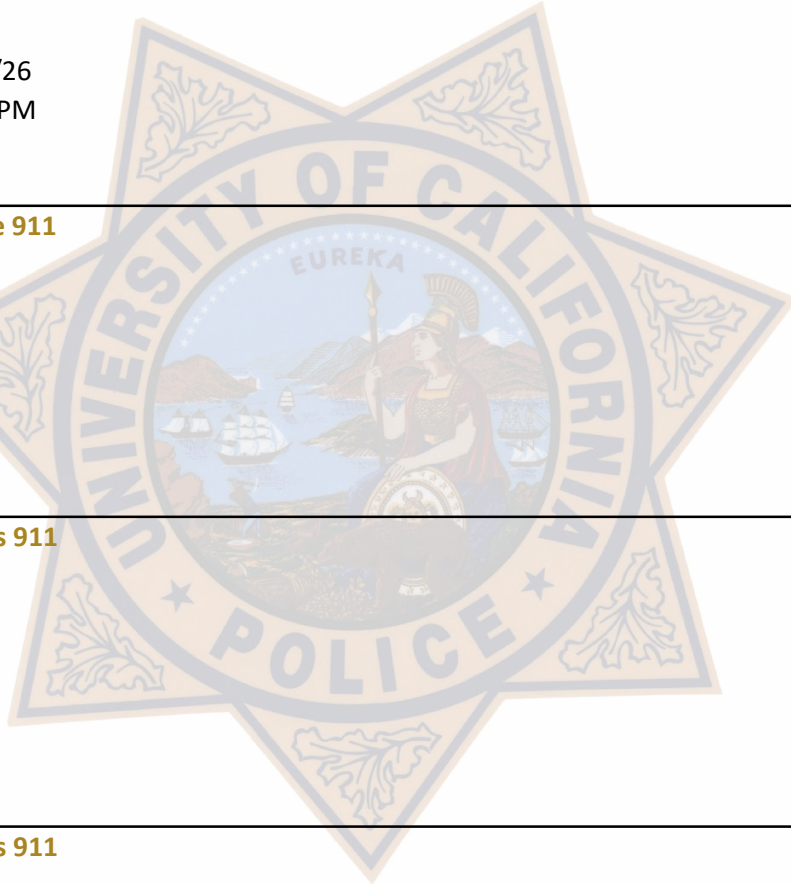 /26
PM
e 911
UNIVERSITY OF CALIFORNIA
EUREKA
s 911
★ POLICE ★
s 911